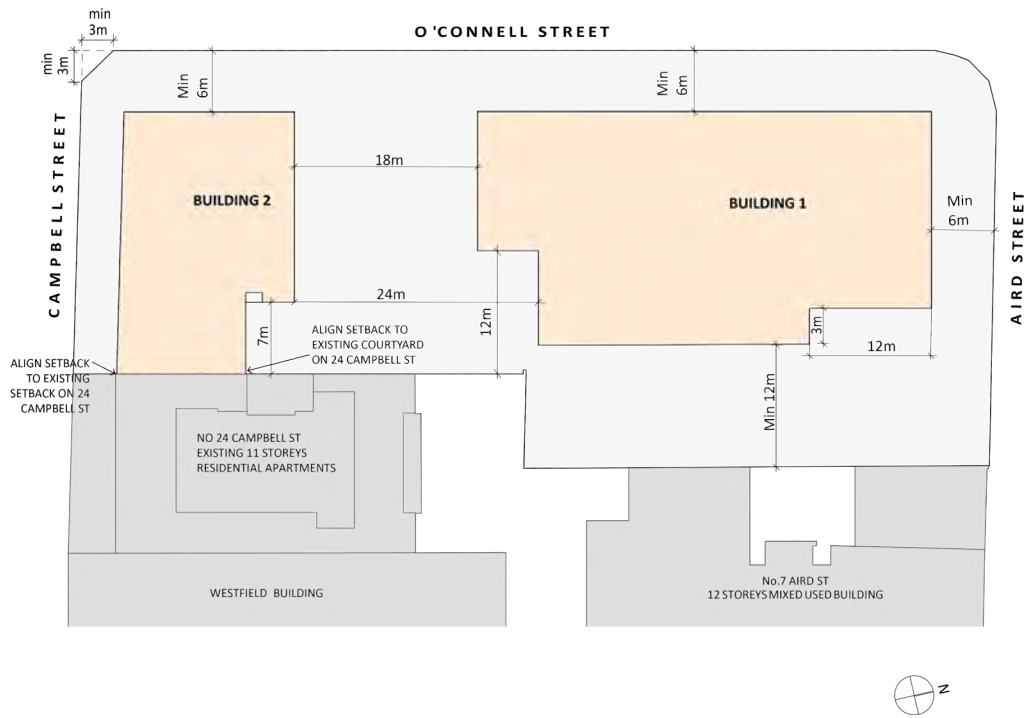 min
3m
O'CONNELL STREET
min
3m
Min
6m
Min
6m
CAMPBELL STREET
18m
BUILDING 2
BUILDING 1
Min
6m
AIRD STREET
24m
12m
7m
ALIGN SETBACK TO
EXISTING COURTYARD
ON 24 CAMPBELL ST
3m
12m
ALIGN SETBACK
TO EXISTING
SETBACK ON 24
CAMPBELL ST
Min 12m
NO 24 CAMPBELL ST
EXISTING 11 STOREYS
RESIDENTIAL APARTMENTS
WESTFIELD BUILDING
No.7 AIRD ST
12 STOREYS MIXED USED BUILDING
N